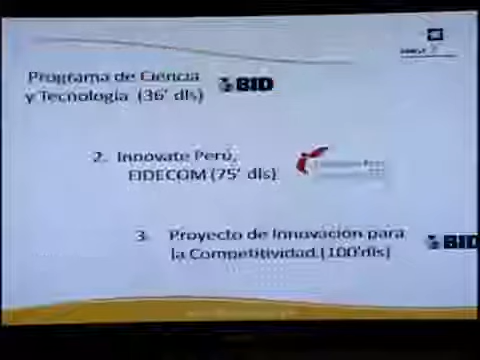 Programa de Ciencia
y Tecnología (36' dls)
BID
2. Innovate Perú,
FIDECOM (75' dls)
3. Proyecto de Innovación para
la Competitividad.(100'dls)
BID